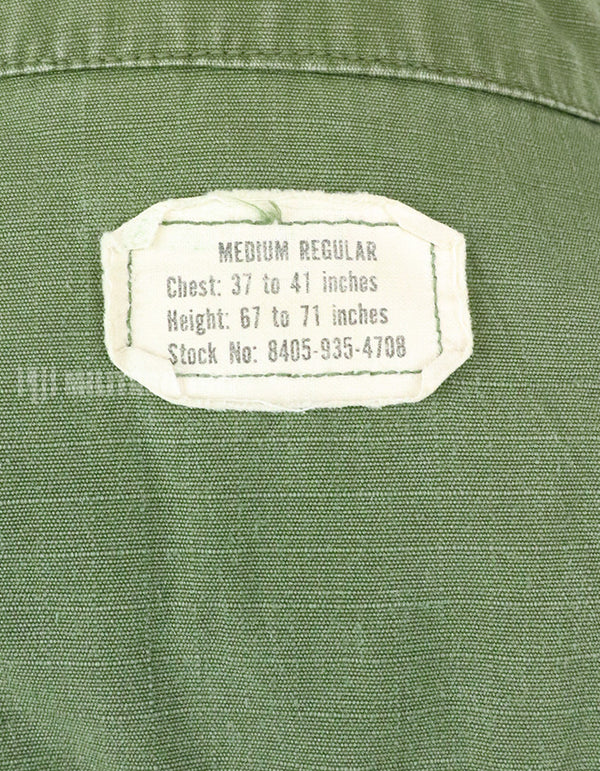 MEDIUM REGULAR
Chest: 37 to 41 inches
Height: 67 to 71 inches
Stock No: 8405-935-4708